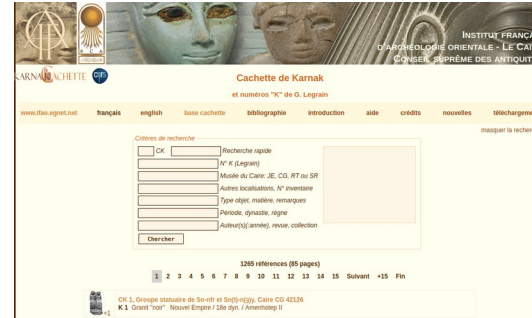 INSTITUT FRANÇA
D'ARCHÉOLOGIE ORIENTALE - LE CAI
CONSEIL SUPRÊME DES ANTIQUIT
KARNAK CACHETTE
Cachette de Karnak
et numéros "K" de G. Legrain
www.ifao.egnet.net français english base cachette bibliographie introduction aide crédits nouvelles téléchargeme
masquer la recherc
Critères de recherche
CK Recherche rapide
N° K (Legrain)
Musée du Caire: JE, CG, RT ou SR
Autres localisations, N° inventaire
Type objet, matière, remarques
Période, dynastie, règne
Auteur(s)(:année), revue, collection
Chercher
1265 références (85 pages)
1 2 3 4 5 6 7 8 9 10 11 12 13 14 15 Suivant +15 Fin
CK 1, Groupe statuaire de Sn-nfr et Sn(t)-n(ȝ)y, Caire CG 42126
+1 K 1 Granit "noir" Nouvel Empire / 18e dyn. / Amenhotep II